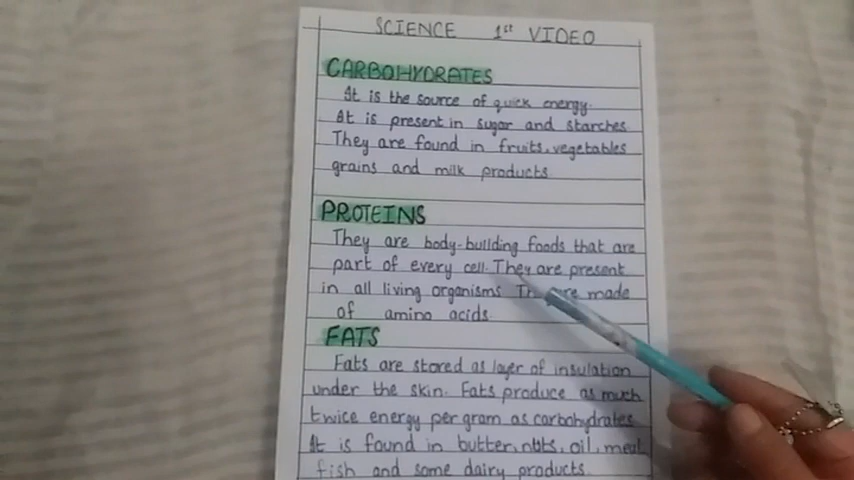 SCIENCE 1st VIDEO
CARBOHYDRATES
It is the source of quick energy.
It is present in sugar and starches
They are found in fruits, vegetables
grains and milk products
PROTEINS
They are body-building foods that are
part of every cell. They are present
in all living organisms made
of amino acids.
FATS
Fats are stored as layer of insulation
under the skin. Fats produce as much
twice energy per gram as carbohydrates.
It is found in butter, nuts, oil, meat
fish and some dairy products.